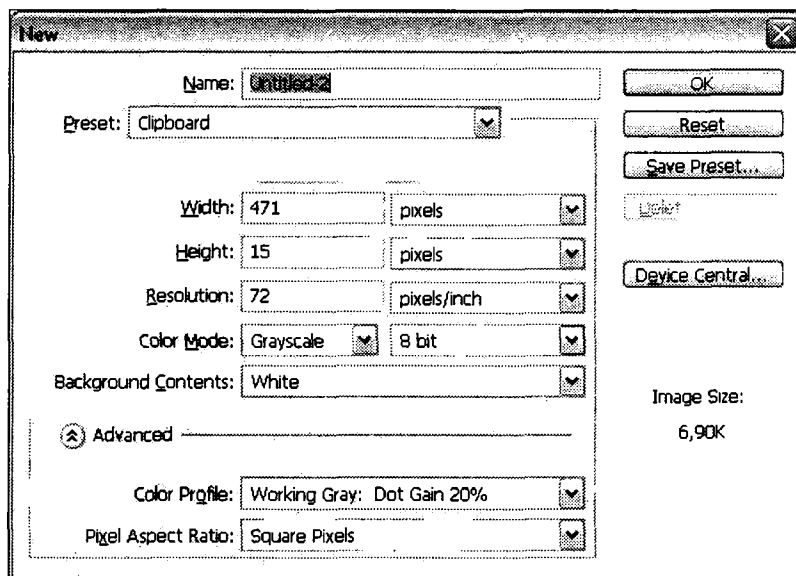 New
Name: Untitled-2
OK
Preset: Clipboard
Reset
Save Preset...
Width: 471 pixels
Delet
Height: 15 pixels
Device Central...
Resolution: 72 pixels/inch
Color Mode: Grayscale 8 bit
Background Contents: White
Image Size:
6,90K
Advanced
Color Profile: Working Gray: Dot Gain 20%
Pixel Aspect Ratio: Square Pixels